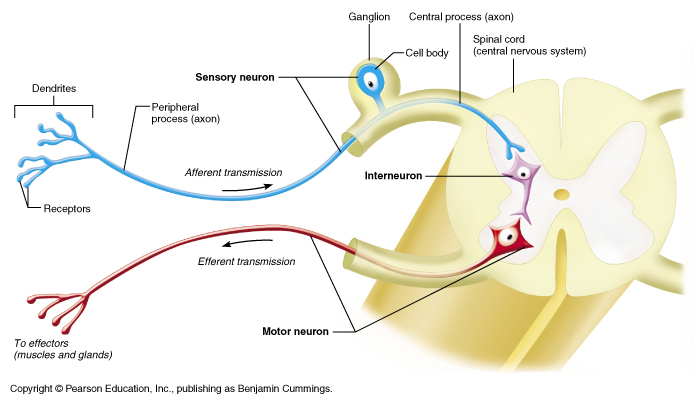 Ganglion
Central process (axon)
Cell body
Spinal cord
(central nervous system)
Sensory neuron
Dendrites
Peripheral
process (axon)
Afferent transmission
Interneuron
Receptors
Efferent transmission
Motor neuron
To effectors
(muscles and glands)
Copyright © Pearson Education, Inc., publishing as Benjamin Cummings.